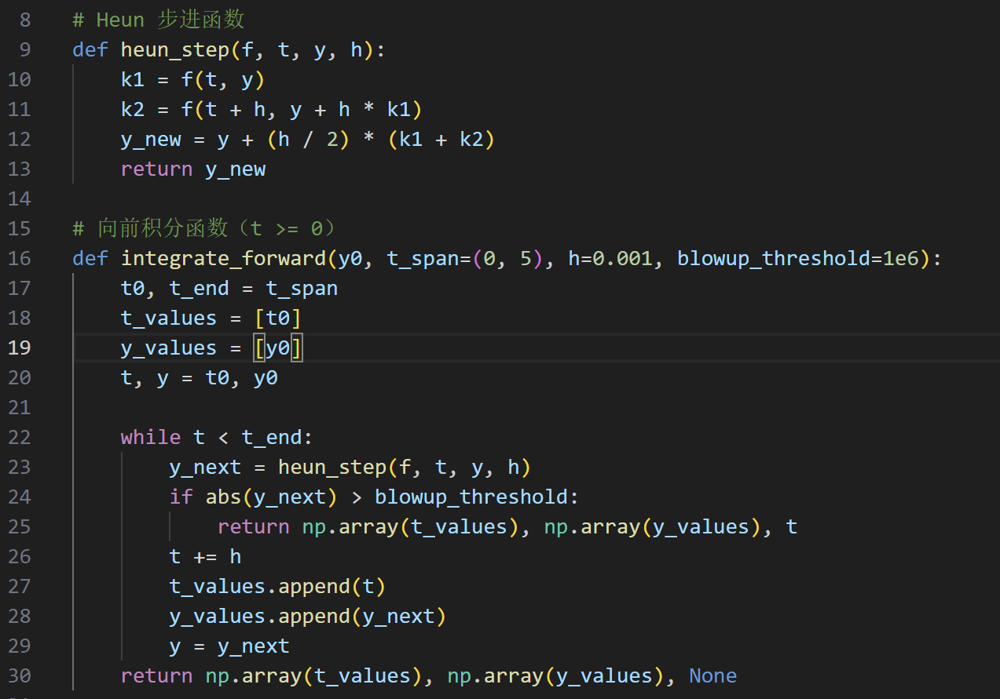 8 # Heun 步进函数
9 def heun_step(f, t, y, h):
10     k1 = f(t, y)
11     k2 = f(t + h, y + h * k1)
12     y_new = y + (h / 2) * (k1 + k2)
13     return y_new
14
15 # 向前积分函数（t >= 0）
16 def integrate_forward(y0, t_span=(0, 5), h=0.001, blowup_threshold=1e6):
17     t0, t_end = t_span
18     t_values = [t0]
19     y_values = [y0]
20     t, y = t0, y0
21
22     while t < t_end:
23         y_next = heun_step(f, t, y, h)
24         if abs(y_next) > blowup_threshold:
25             return np.array(t_values), np.array(y_values), t
26         t += h
27         t_values.append(t)
28         y_values.append(y_next)
29         y = y_next
30     return np.array(t_values), np.array(y_values), None